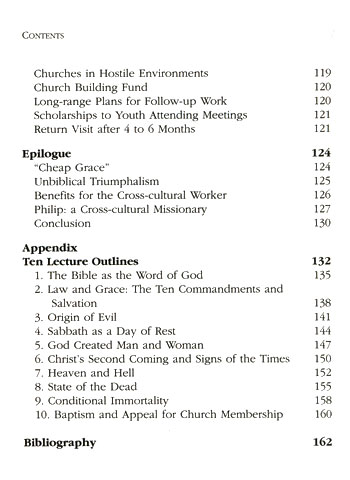 CONTENTS
Churches in Hostile Environments 119
Church Building Fund 120
Long-range Plans for Follow-up Work 120
Scholarships to Youth Attending Meetings 121
Return Visit after 4 to 6 Months 121
Epilogue 124
“Cheap Grace” 124
Unbiblical Triumphalism 125
Benefits for the Cross-cultural Worker 126
Philip: a Cross-cultural Missionary 127
Conclusion 130
Appendix
Ten Lecture Outlines 132
1. The Bible as the Word of God 135
2. Law and Grace: The Ten Commandments and
Salvation 138
3. Origin of Evil 141
4. Sabbath as a Day of Rest 144
5. God Created Man and Woman 147
6. Christ's Second Coming and Signs of the Times 150
7. Heaven and Hell 152
8. State of the Dead 155
9. Conditional Immortality 158
10. Baptism and Appeal for Church Membership 160
Bibliography 162